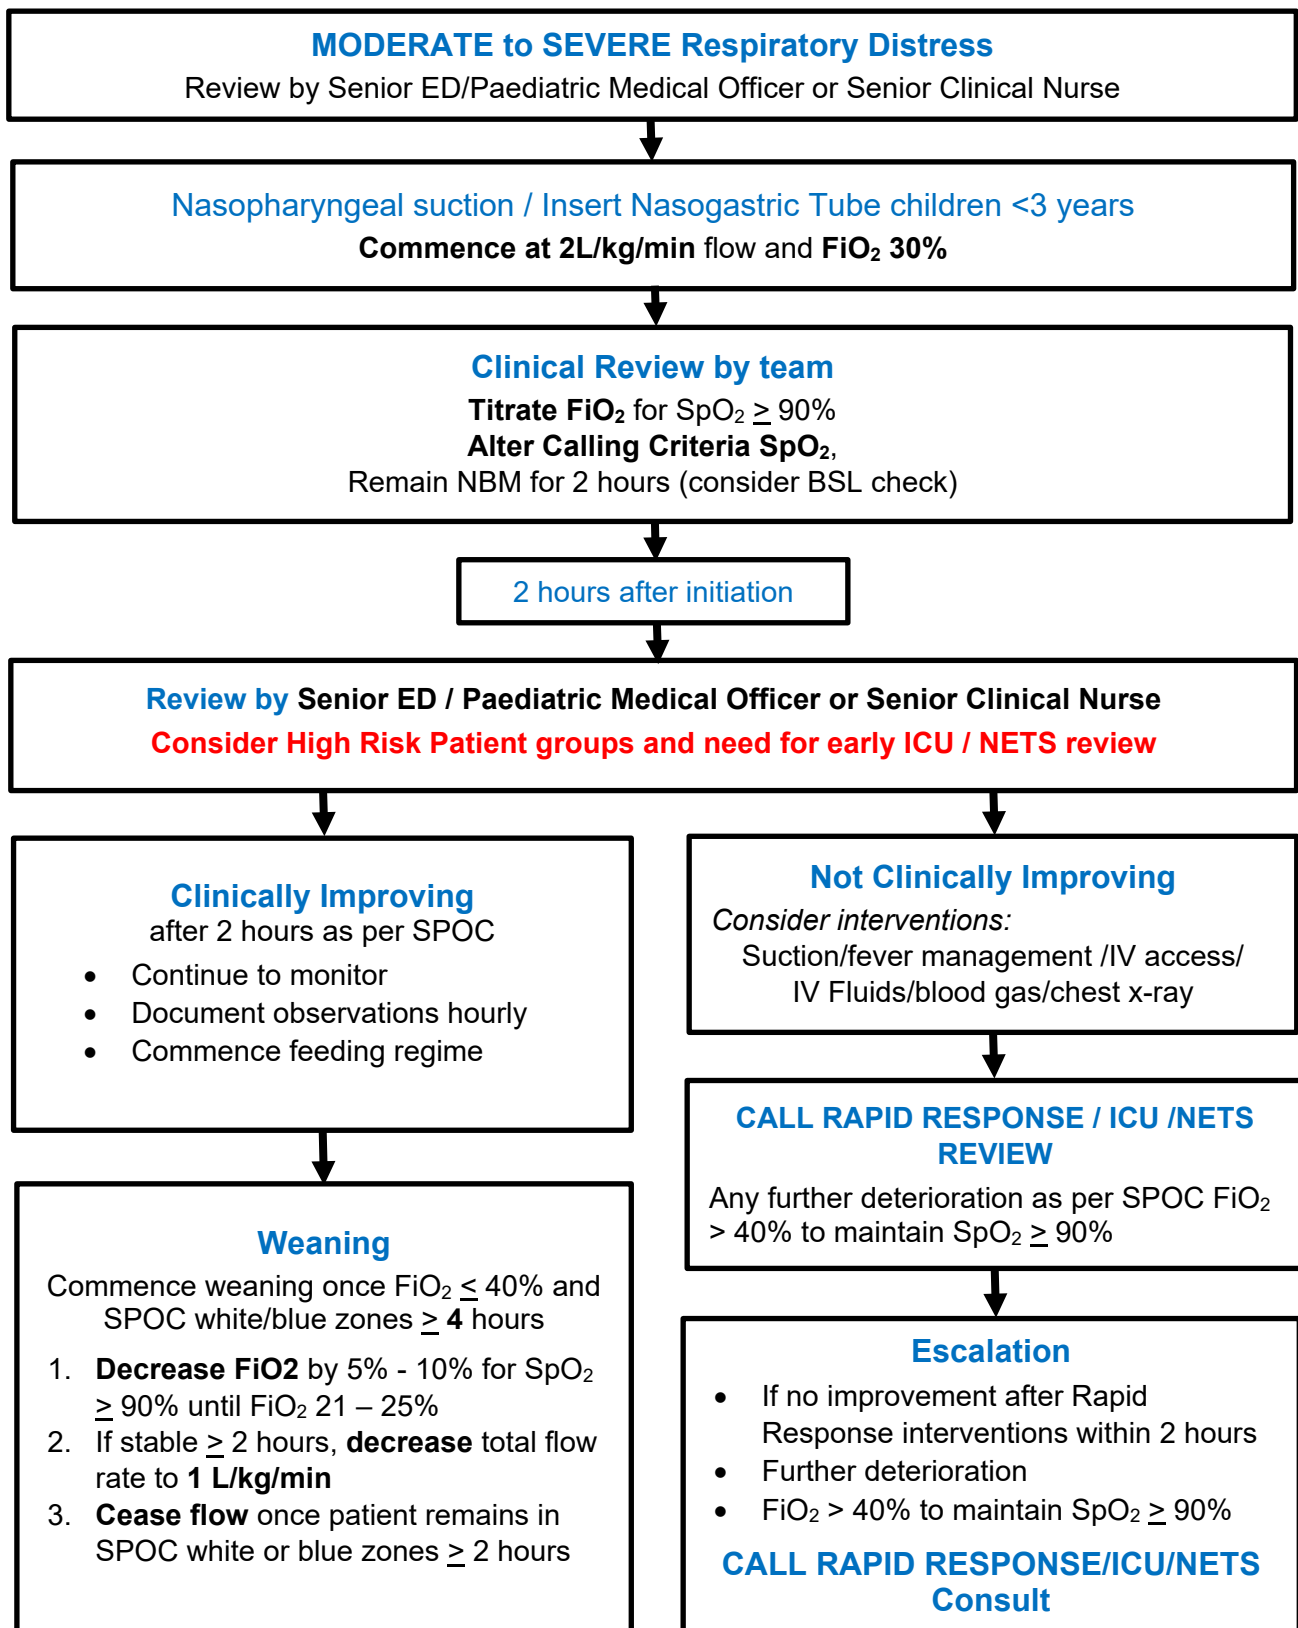 MODERATE to SEVERE Respiratory Distress
Review by Senior ED/Paediatric Medical Officer or Senior Clinical Nurse
Nasopharyngeal suction / Insert Nasogastric Tube children <3 years
Commence at 2L/kg/min flow and FiO₂ 30%
Clinical Review by team
Titrate FiO₂ for SpO₂ ≥ 90%
Alter Calling Criteria SpO₂,
Remain NBM for 2 hours (consider BSL check)
2 hours after initiation
Review by Senior ED / Paediatric Medical Officer or Senior Clinical Nurse
Consider High Risk Patient groups and need for early ICU / NETS review
Clinically Improving
after 2 hours as per SPOC
• Continue to monitor
• Document observations hourly
• Commence feeding regime
Weaning
Commence weaning once FiO₂ ≤ 40% and
SPOC white/blue zones ≥ 4 hours
1. Decrease FiO2 by 5% - 10% for SpO₂
≥ 90% until FiO₂ 21 – 25%
2. If stable ≥ 2 hours, decrease total flow
rate to 1 L/kg/min
3. Cease flow once patient remains in
SPOC white or blue zones ≥ 2 hours
Not Clinically Improving
Consider interventions:
Suction/fever management /IV access/
IV Fluids/blood gas/chest x-ray
CALL RAPID RESPONSE / ICU /NETS
REVIEW
Any further deterioration as per SPOC FiO₂
> 40% to maintain SpO₂ ≥ 90%
Escalation
• If no improvement after Rapid
Response interventions within 2 hours
• Further deterioration
• FiO₂ > 40% to maintain SpO₂ ≥ 90%
CALL RAPID RESPONSE/ICU/NETS
Consult